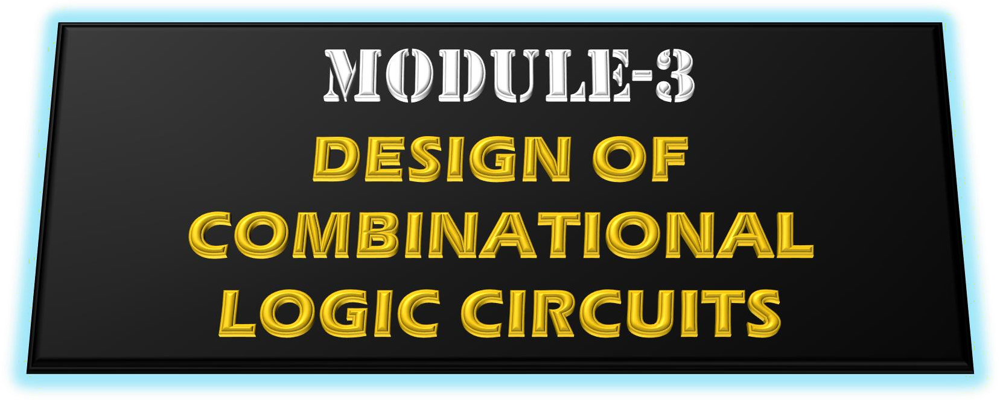 MODULE-3
DESIGN OF
COMBINATIONAL
LOGIC CIRCUITS